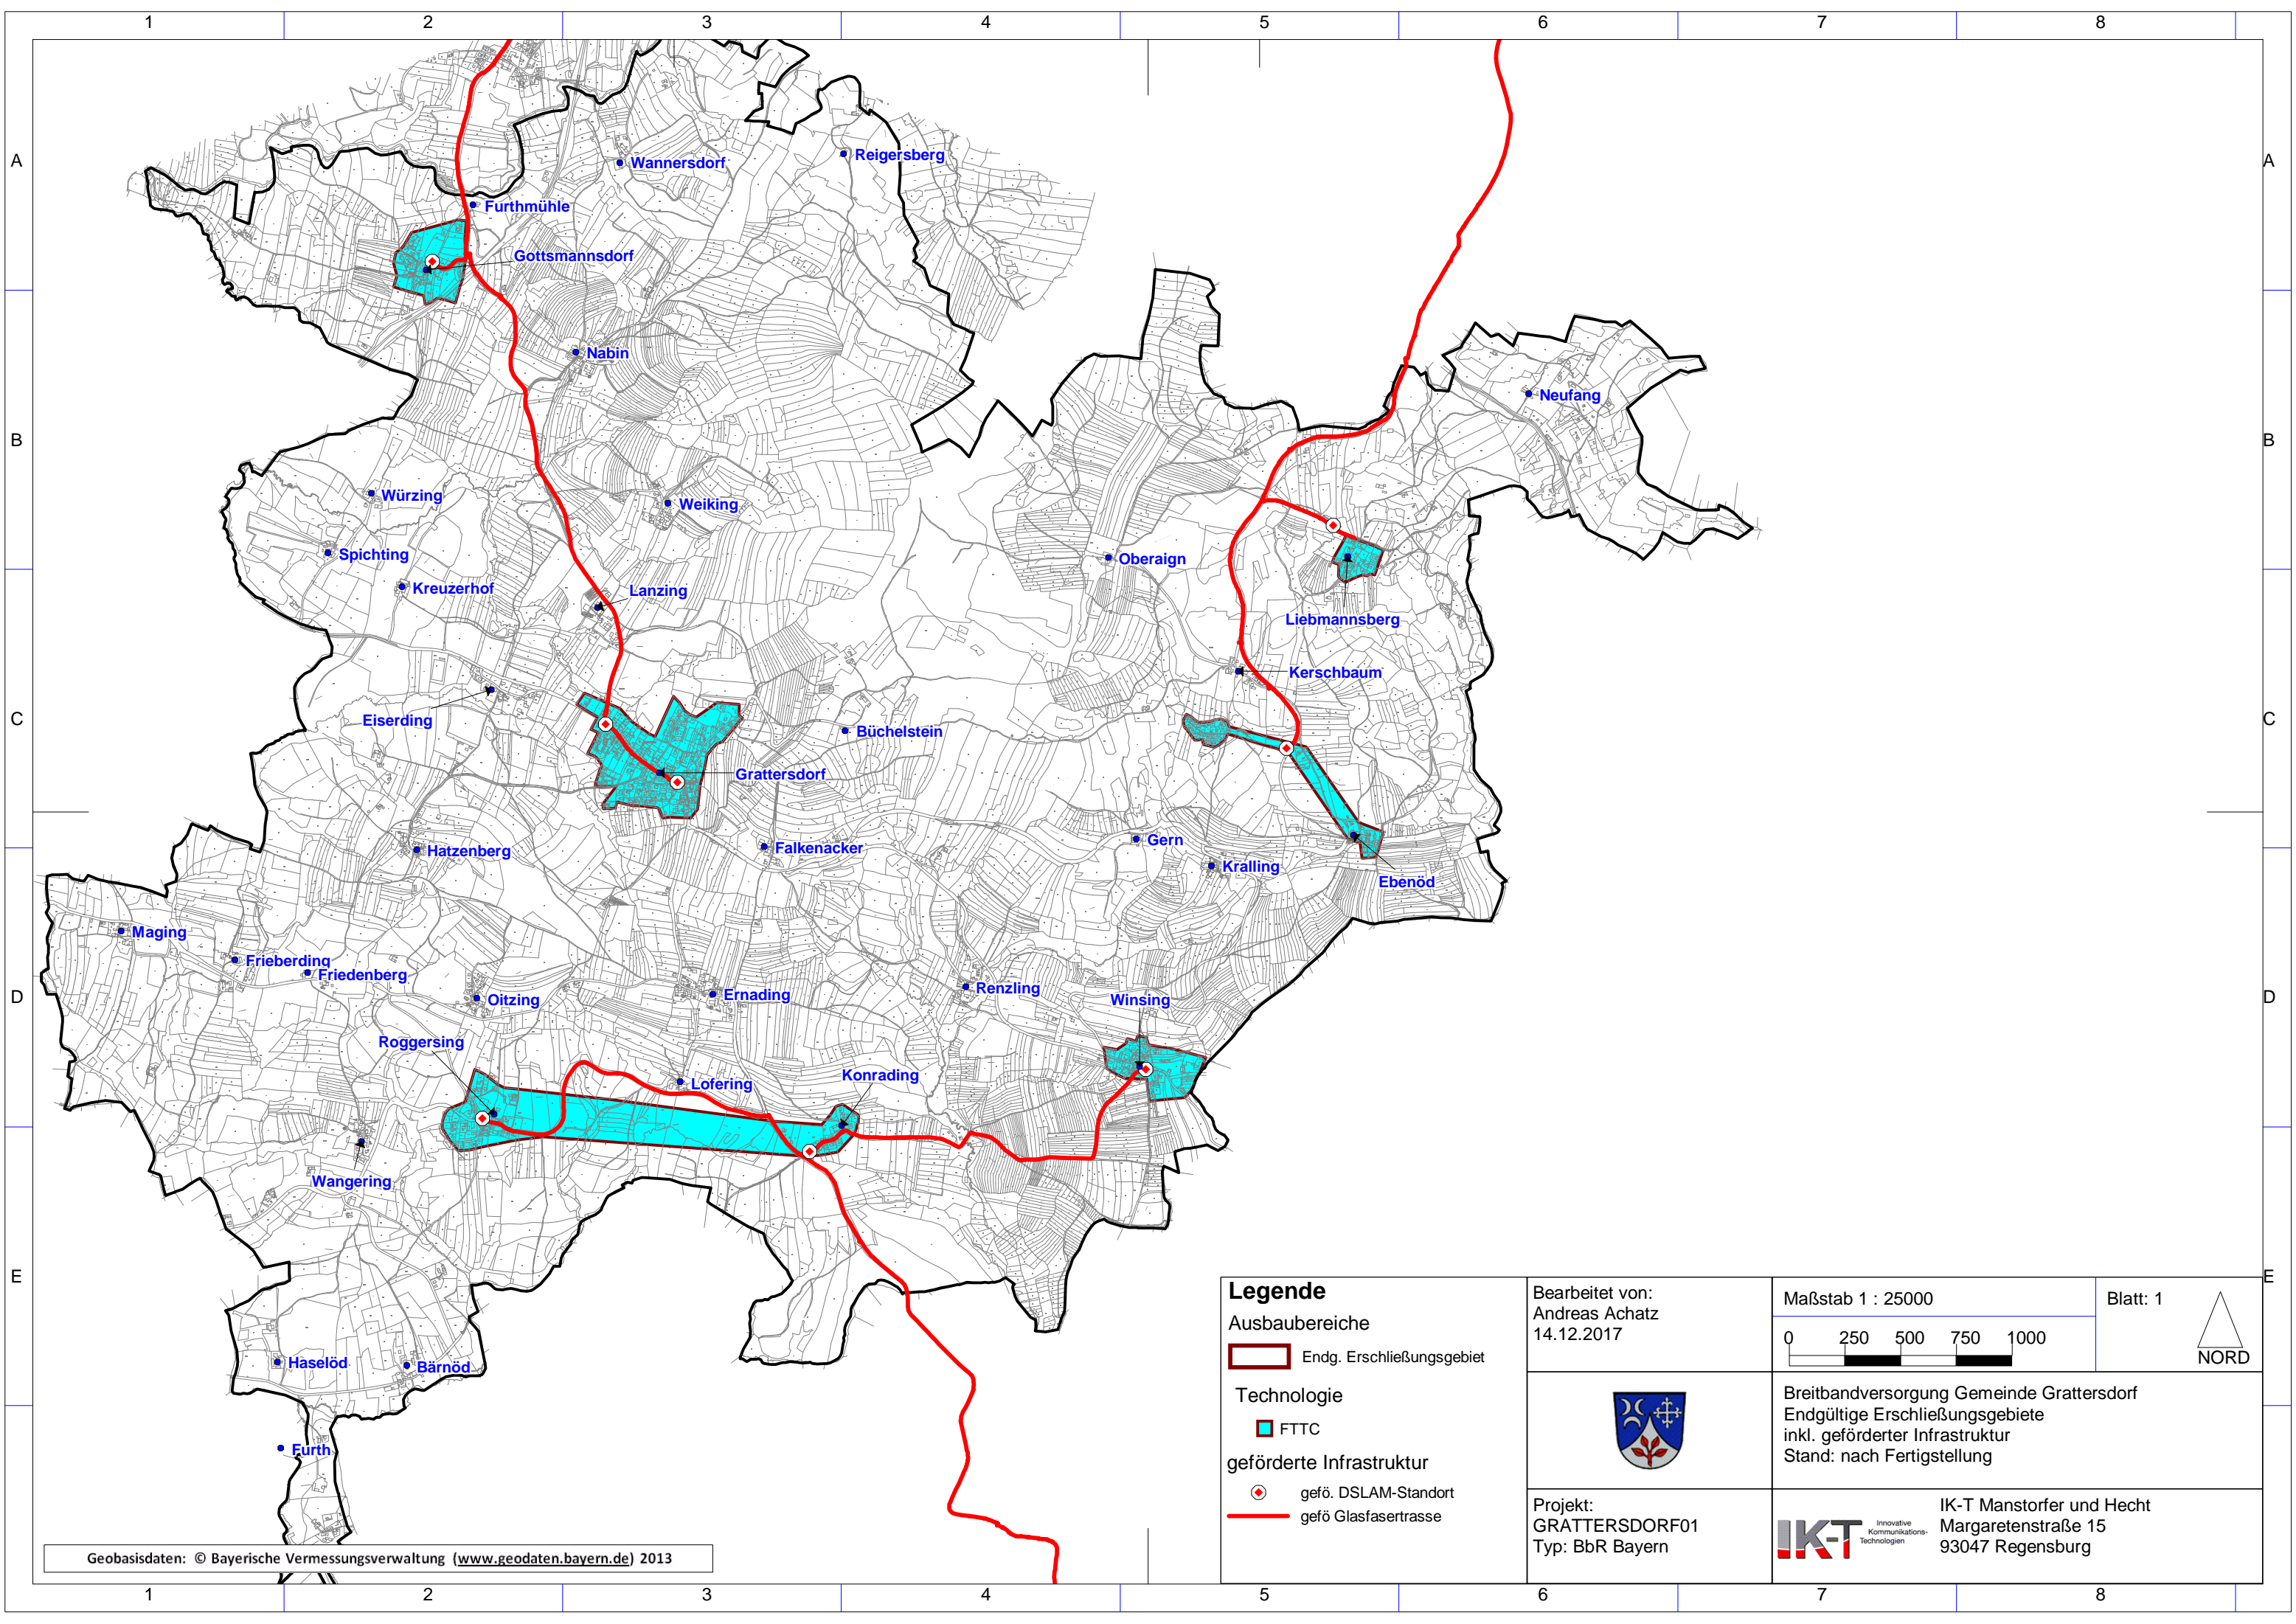 1 2 3 4 5 6 7 8
A A
Wannersdorf
Reigersberg
Furthmühle
Gottsmannsdorf
Nabin
Neufang
B B
Würzing
Weiking
Spichting
Oberaign
Kreuzerhof
Lanzing
Liebmannsberg
Kerschbaum
Eiserding
C C
Büchelstein
Grattersdorf
Gern
Hatzenberg
Falkenacker
Kralling
Ebenöd
Maging
Frieberding
Friedenberg
D D
Oitzing
Ernading
Renzling
Winsing
Roggersing
Lofering
Konrading
Wangering
E E
Haselöd
Bärnöd
Furth
Legende
Ausbaubereiche
Endg. Erschließungsgebiet
Technologie
FTTC
geförderte Infrastruktur
gefö. DSLAM-Standort
gefö Glasfasertrasse
Bearbeitet von:
Andreas Achatz
14.12.2017
Maßstab 1 : 25000
0 250 500 750 1000
Blatt: 1
NORD
Breitbandversorgung Gemeinde Grattersdorf
Endgültige Erschließungsgebiete
inkl. geförderter Infrastruktur
Stand: nach Fertigstellung
Projekt:
GRATTERSDORF01
Typ: BbR Bayern
IK-T
Innovative
Kommunikations-
Technologien
IK-T Manstorfer und Hecht
Margaretenstraße 15
93047 Regensburg
Geobasisdaten: © Bayerische Vermessungsverwaltung (www.geodaten.bayern.de) 2013
1 2 3 4 5 6 7 8